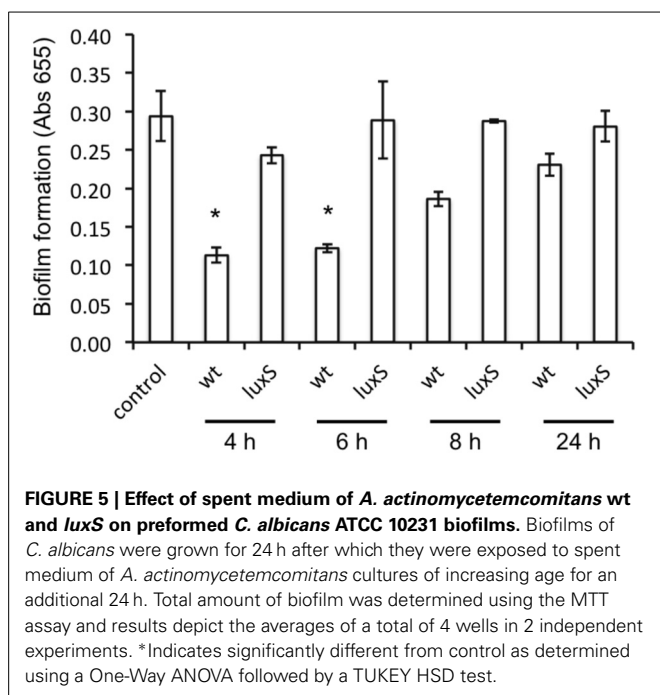 0.40
0.35
0.30
0.25
0.20
0.15
0.10
0.05
0.00
Biofilm formation (Abs 655)
* *
control wt luxS wt luxS wt luxS wt luxS
4 h 6 h 8 h 24 h
FIGURE 5 | Effect of spent medium of A. actinomycetemcomitans wt
and luxS on preformed C. albicans ATCC 10231 biofilms. Biofilms of
C. albicans were grown for 24 h after which they were exposed to spent
medium of A. actinomycetemcomitans cultures of increasing age for an
additional 24 h. Total amount of biofilm was determined using the MTT
assay and results depict the averages of a total of 4 wells in 2 independent
experiments. *Indicates significantly different from control as determined
using a One-Way ANOVA followed by a TUKEY HSD test.